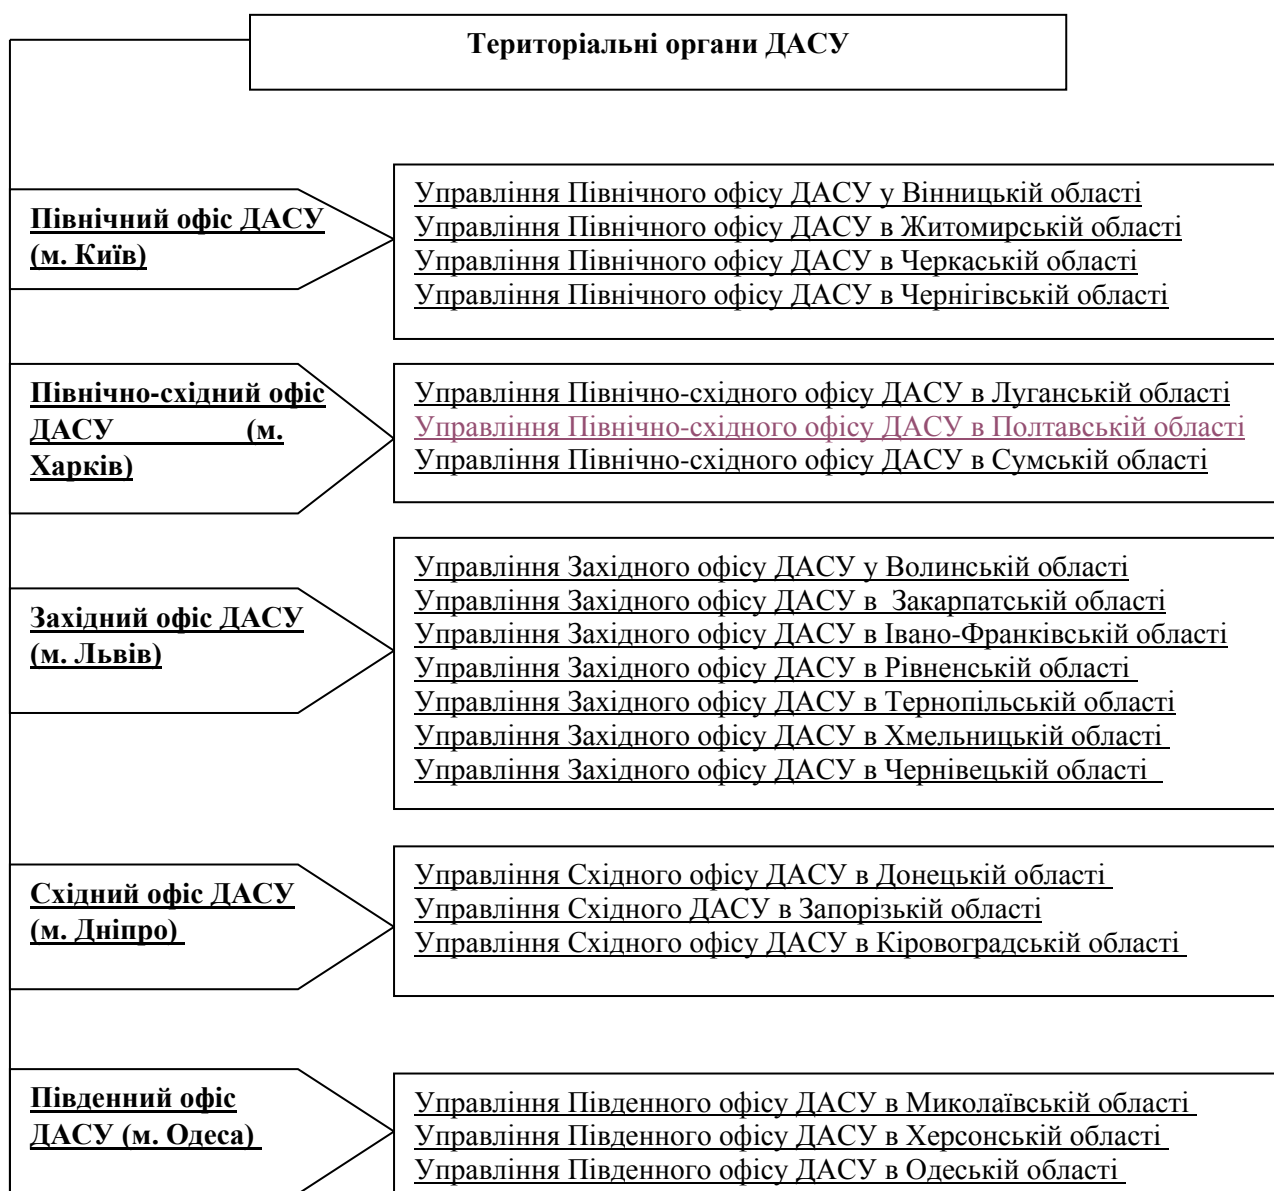 Територіальні органи ДАСУ
Північний офіс ДАСУ
(м. Київ)
Управління Північного офісу ДАСУ у Вінницькій області
Управління Північного офісу ДАСУ в Житомирській області
Управління Північного офісу ДАСУ в Черкаській області
Управління Північного офісу ДАСУ в Чернігівській області
Північно-східний офіс
ДАСУ (м.
Харків)
Управління Північно-східного офісу ДАСУ в Луганській області
Управління Північно-східного офісу ДАСУ в Полтавській області
Управління Північно-східного офісу ДАСУ в Сумській області
Західний офіс ДАСУ
(м. Львів)
Управління Західного офісу ДАСУ у Волинській області
Управління Західного офісу ДАСУ в Закарпатській області
Управління Західного офісу ДАСУ в Івано-Франківській області
Управління Західного офісу ДАСУ в Рівненській області
Управління Західного офісу ДАСУ в Тернопільській області
Управління Західного офісу ДАСУ в Хмельницькій області
Управління Західного офісу ДАСУ в Чернівецькій області
Східний офіс ДАСУ
(м. Дніпро)
Управління Східного офісу ДАСУ в Донецькій області
Управління Східного ДАСУ в Запорізькій області
Управління Східного офісу ДАСУ в Кіровоградській області
Південний офіс
ДАСУ (м. Одеса)
Управління Південного офісу ДАСУ в Миколаївській області
Управління Південного офісу ДАСУ в Херсонській області
Управління Південного офісу ДАСУ в Одеській області